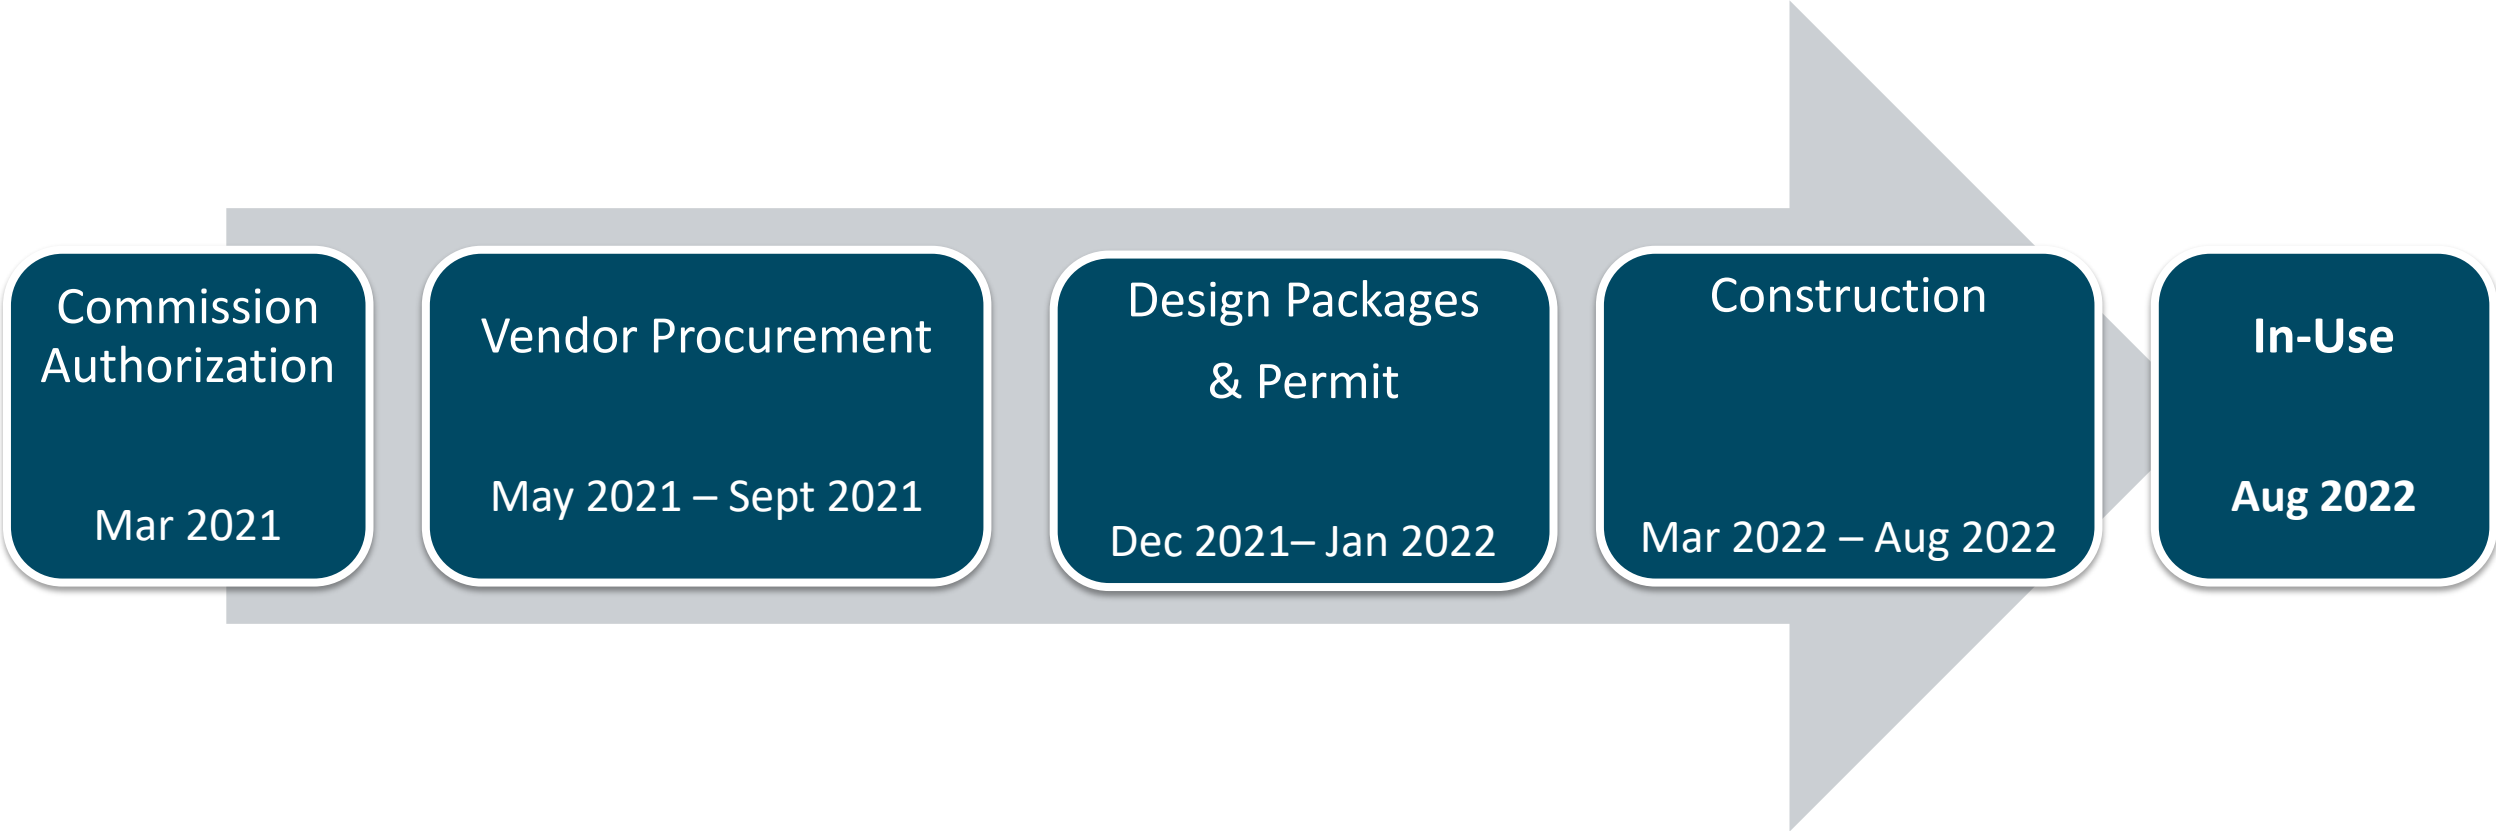 Commission
Authorization
Mar 2021
Vendor Procurement
May 2021 – Sept 2021
Design Packages
& Permit
Dec 2021– Jan 2022
Construction
Mar 2022 – Aug 2022
In-Use
Aug 2022